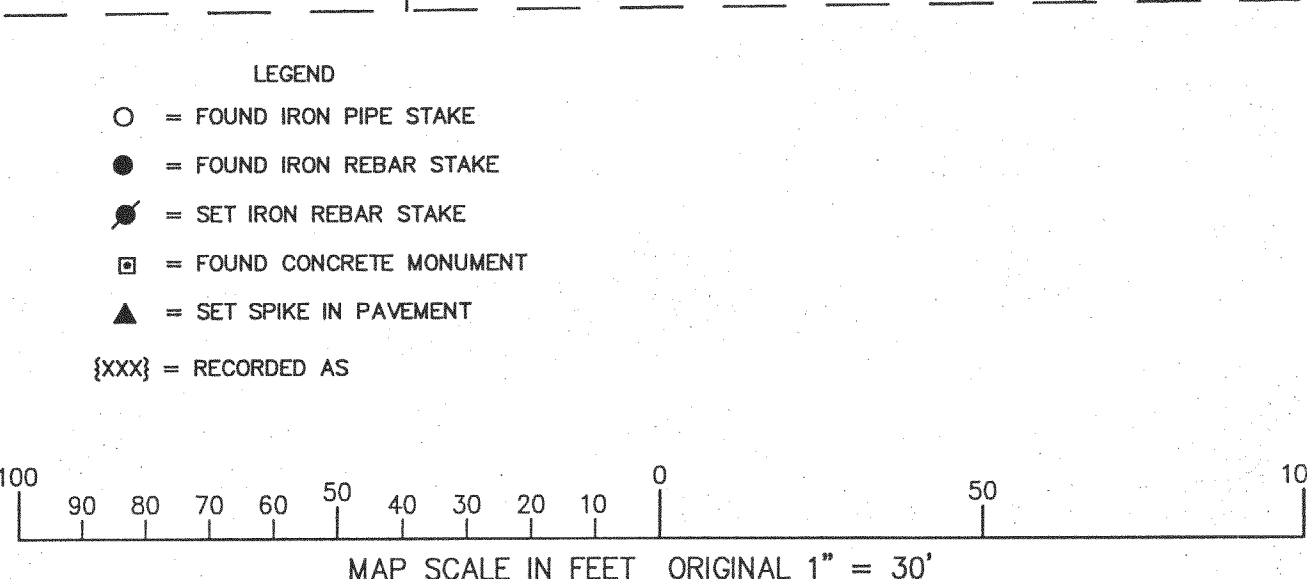 LEGEND
○ = FOUND IRON PIPE STAKE
● = FOUND IRON REBAR STAKE
= SET IRON REBAR STAKE
= FOUND CONCRETE MONUMENT
▲ = SET SPIKE IN PAVEMENT
{XXX} = RECORDED AS
100 90 80 70 60 50 40 30 20 10 0 50 10
MAP SCALE IN FEET ORIGINAL 1" = 30'